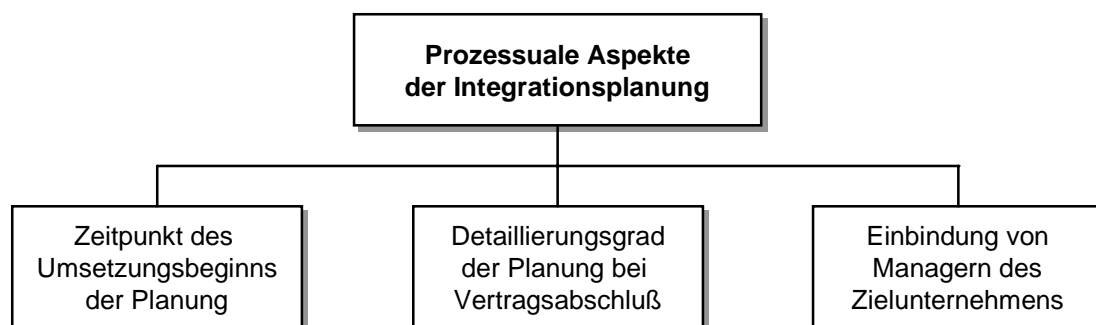 Prozessuale Aspekte
der Integrationsplanung
Zeitpunkt des
Umsetzungsbeginns
der Planung
Detaillierungsgrad
der Planung bei
Vertragsabschluß
Einbindung von
Managern des
Zielunternehmens